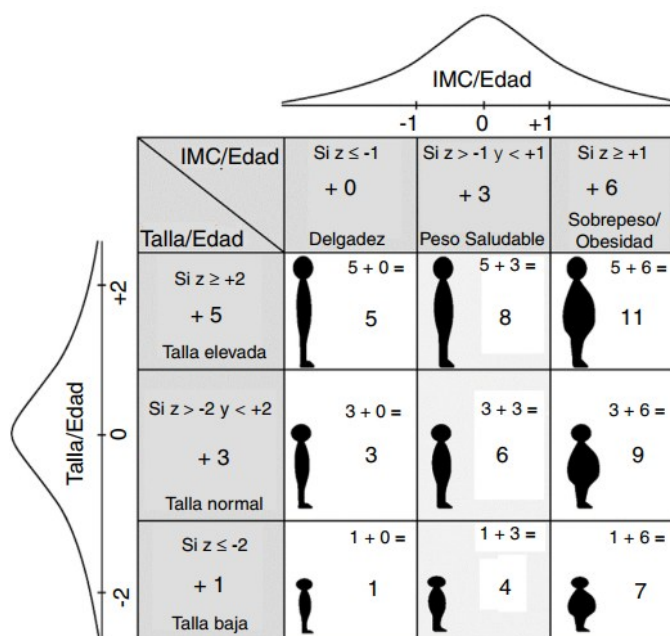 IMC/Edad
-1 0 +1
IMC/Edad
Talla/Edad
Si z ≤ -1
+ 0
Delgadez
Si z > -1 y < +1
+ 3
Peso Saludable
Si z ≥ +1
+ 6
Sobrepeso/
Obesidad
Talla/Edad
+2
0
-2
Si z ≥ +2
+ 5
Talla elevada
5 + 0 =
5
5 + 3 =
8
5 + 6 =
11
Si z > -2 y < +2
+ 3
Talla normal
3 + 0 =
3
3 + 3 =
6
3 + 6 =
9
Si z ≤ -2
+ 1
Talla baja
1 + 0 =
1
1 + 3 =
4
1 + 6 =
7